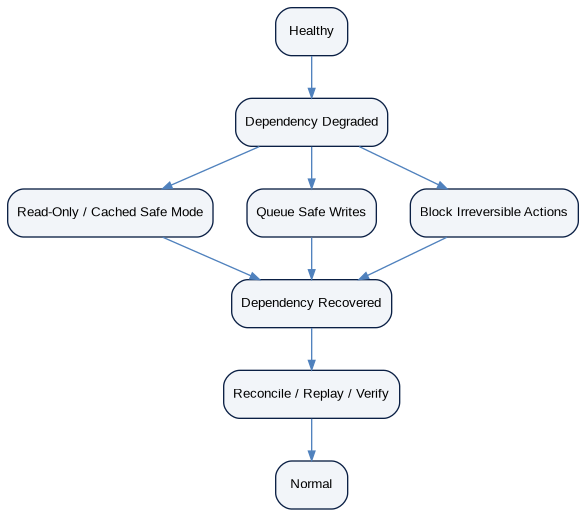 Healthy
Dependency Degraded
Read-Only / Cached Safe Mode
Queue Safe Writes
Block Irreversible Actions
Dependency Recovered
Reconcile / Replay / Verify
Normal